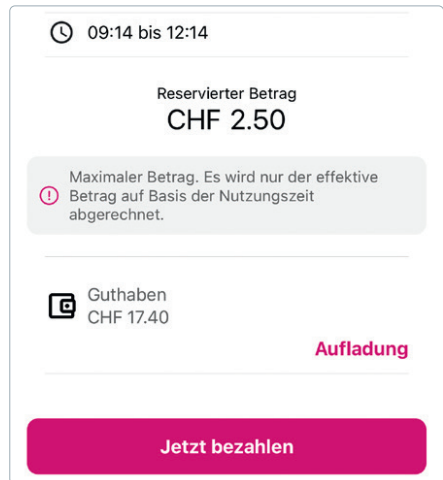 09:14 bis 12:14
Reservierter Betrag
CHF 2.50
Maximaler Betrag. Es wird nur der effektive
Betrag auf Basis der Nutzungszeit
abgerechnet.
Guthaben
CHF 17.40
Aufladung
Jetzt bezahlen